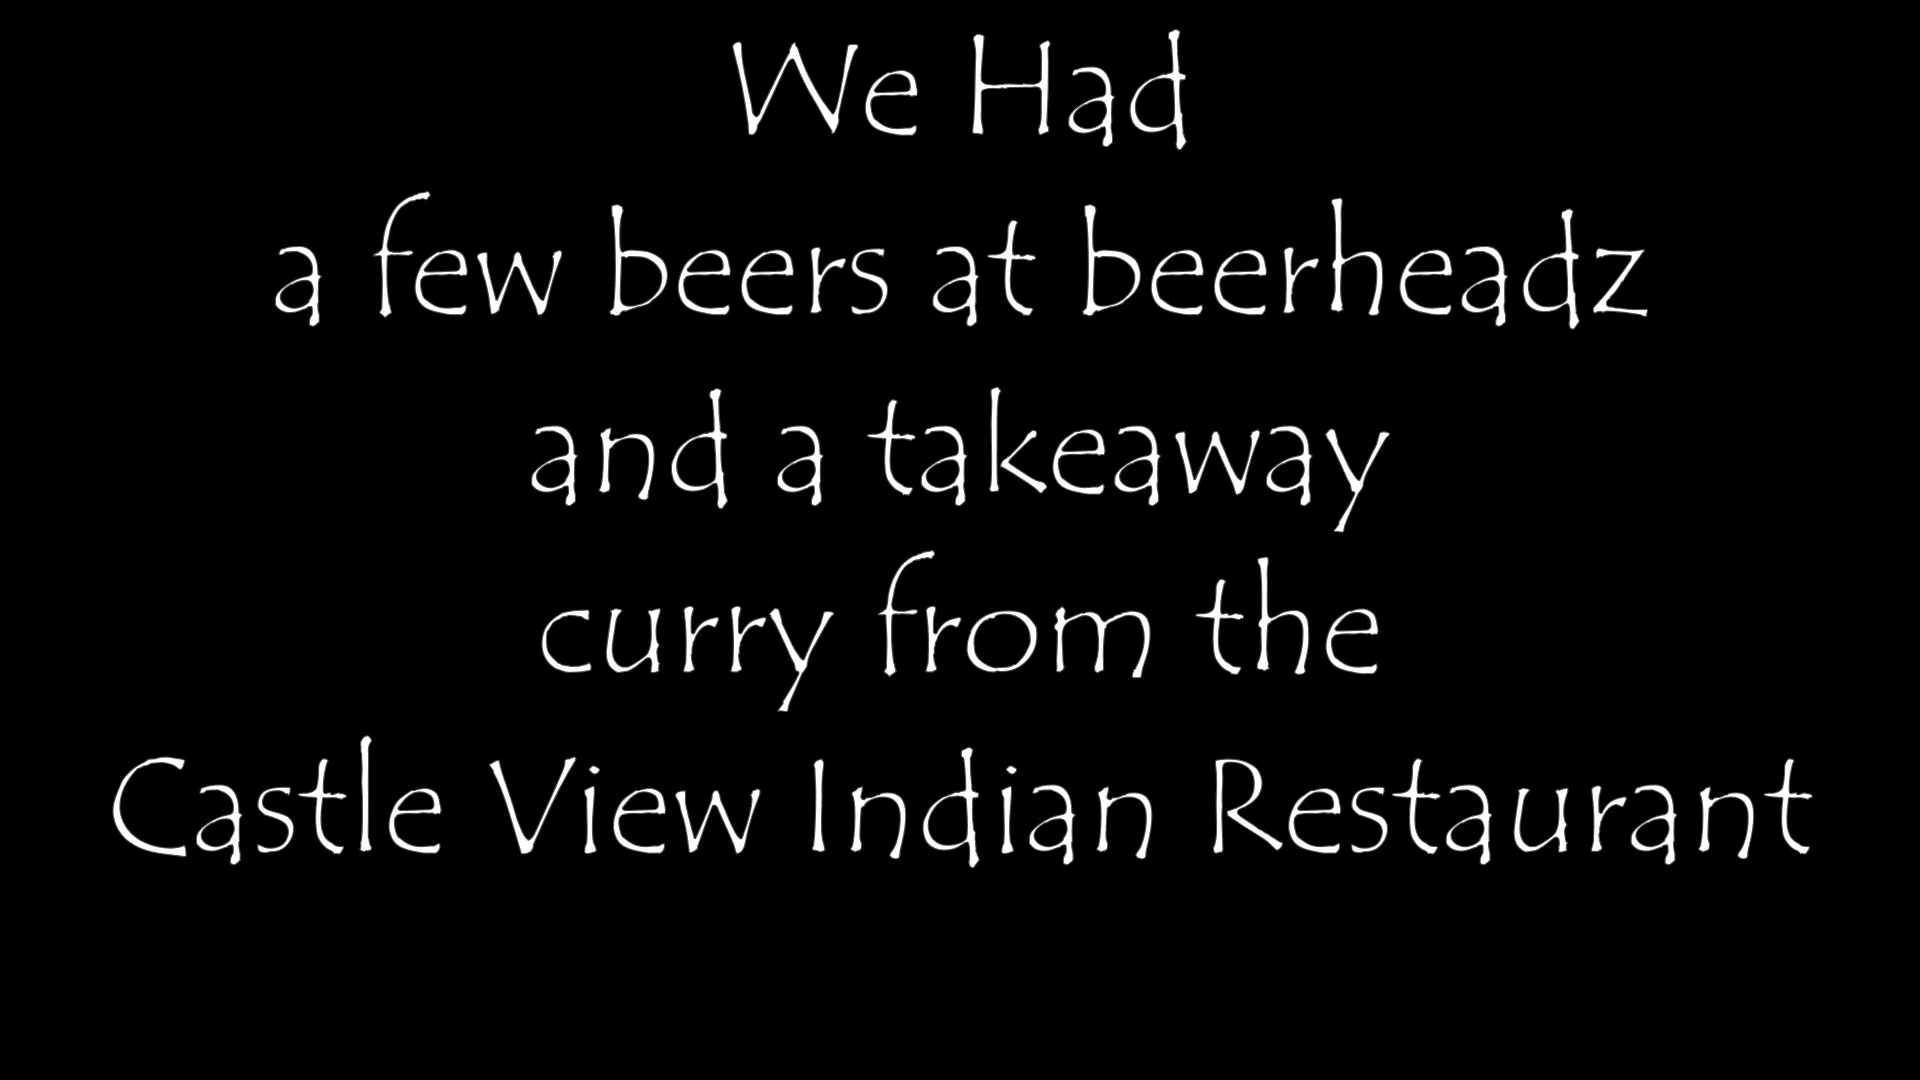 We Had
a few beers at beerheadz
and a takeaway
curry from the
Castle View Indian Restaurant